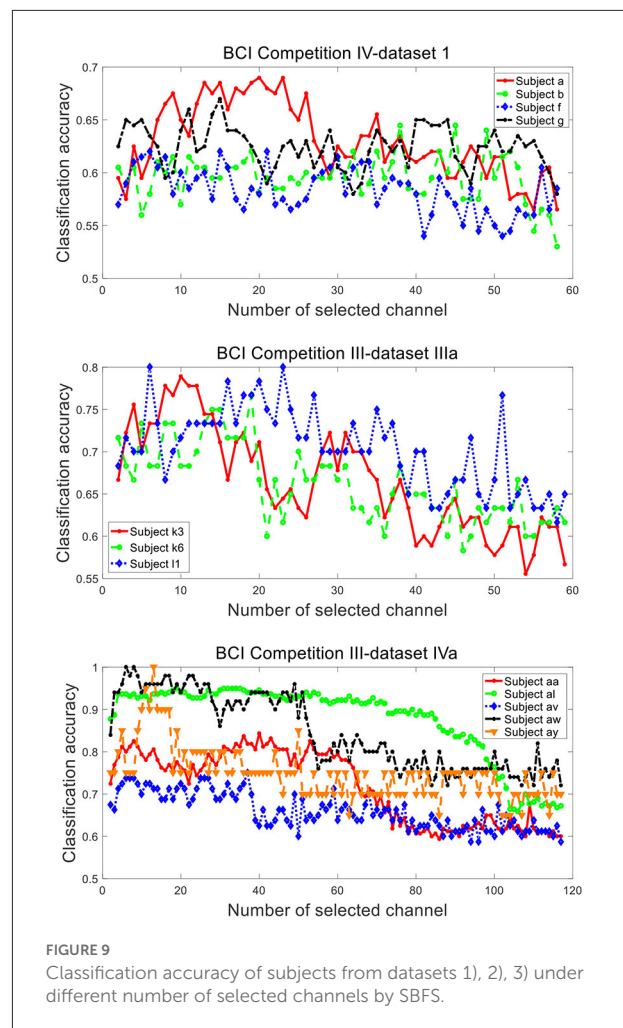 BCI Competition IV-dataset 1
Classification accuracy
0.7
0.65
0.6
0.55
0.5
Subject a
Subject b
Subject f
Subject g
0 10 20 30 40 50 60
Number of selected channel
BCI Competition III-dataset IIIa
Classification accuracy
0.8
0.75
0.7
0.65
0.6
0.55
Subject k3
Subject k6
Subject l1
0 10 20 30 40 50 60
Number of selected channel
BCI Competition III-dataset IVa
Classification accuracy
1
0.9
0.8
0.7
0.6
0.5
Subject aa
Subject al
Subject av
Subject aw
Subject ay
0 20 40 60 80 100 120
Number of selected channel
FIGURE 9
Classification accuracy of subjects from datasets 1), 2), 3) under
different number of selected channels by SBFS.